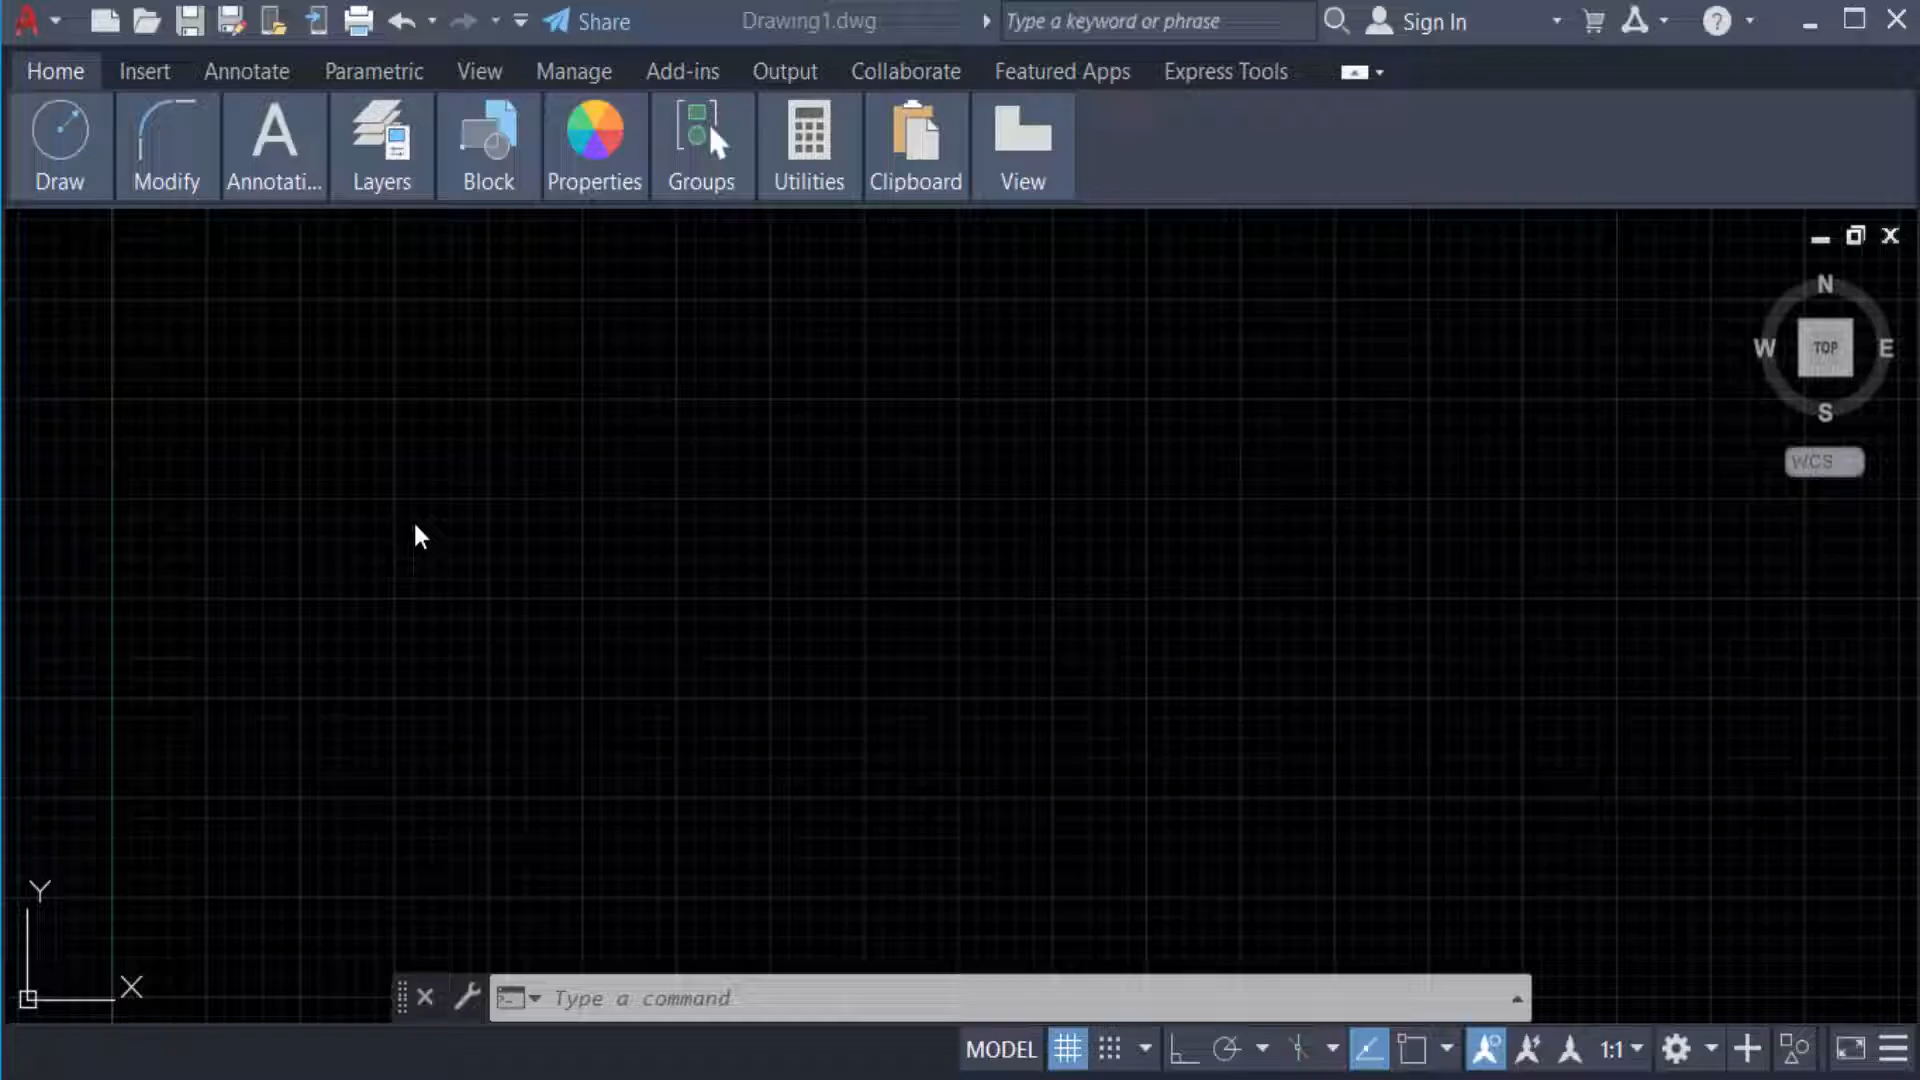 Share
Drawing1.dwg
Type a keyword or phrase
Sign In
Home
Insert
Annotate
Parametric
View
Manage
Add-ins
Output
Collaborate
Featured Apps
Express Tools
Draw
Modify
Annotati...
Layers
Block
Properties
Groups
Utilities
Clipboard
View
N
W
TOP
E
S
WCS
Y
X
Type a command
MODEL
1:1